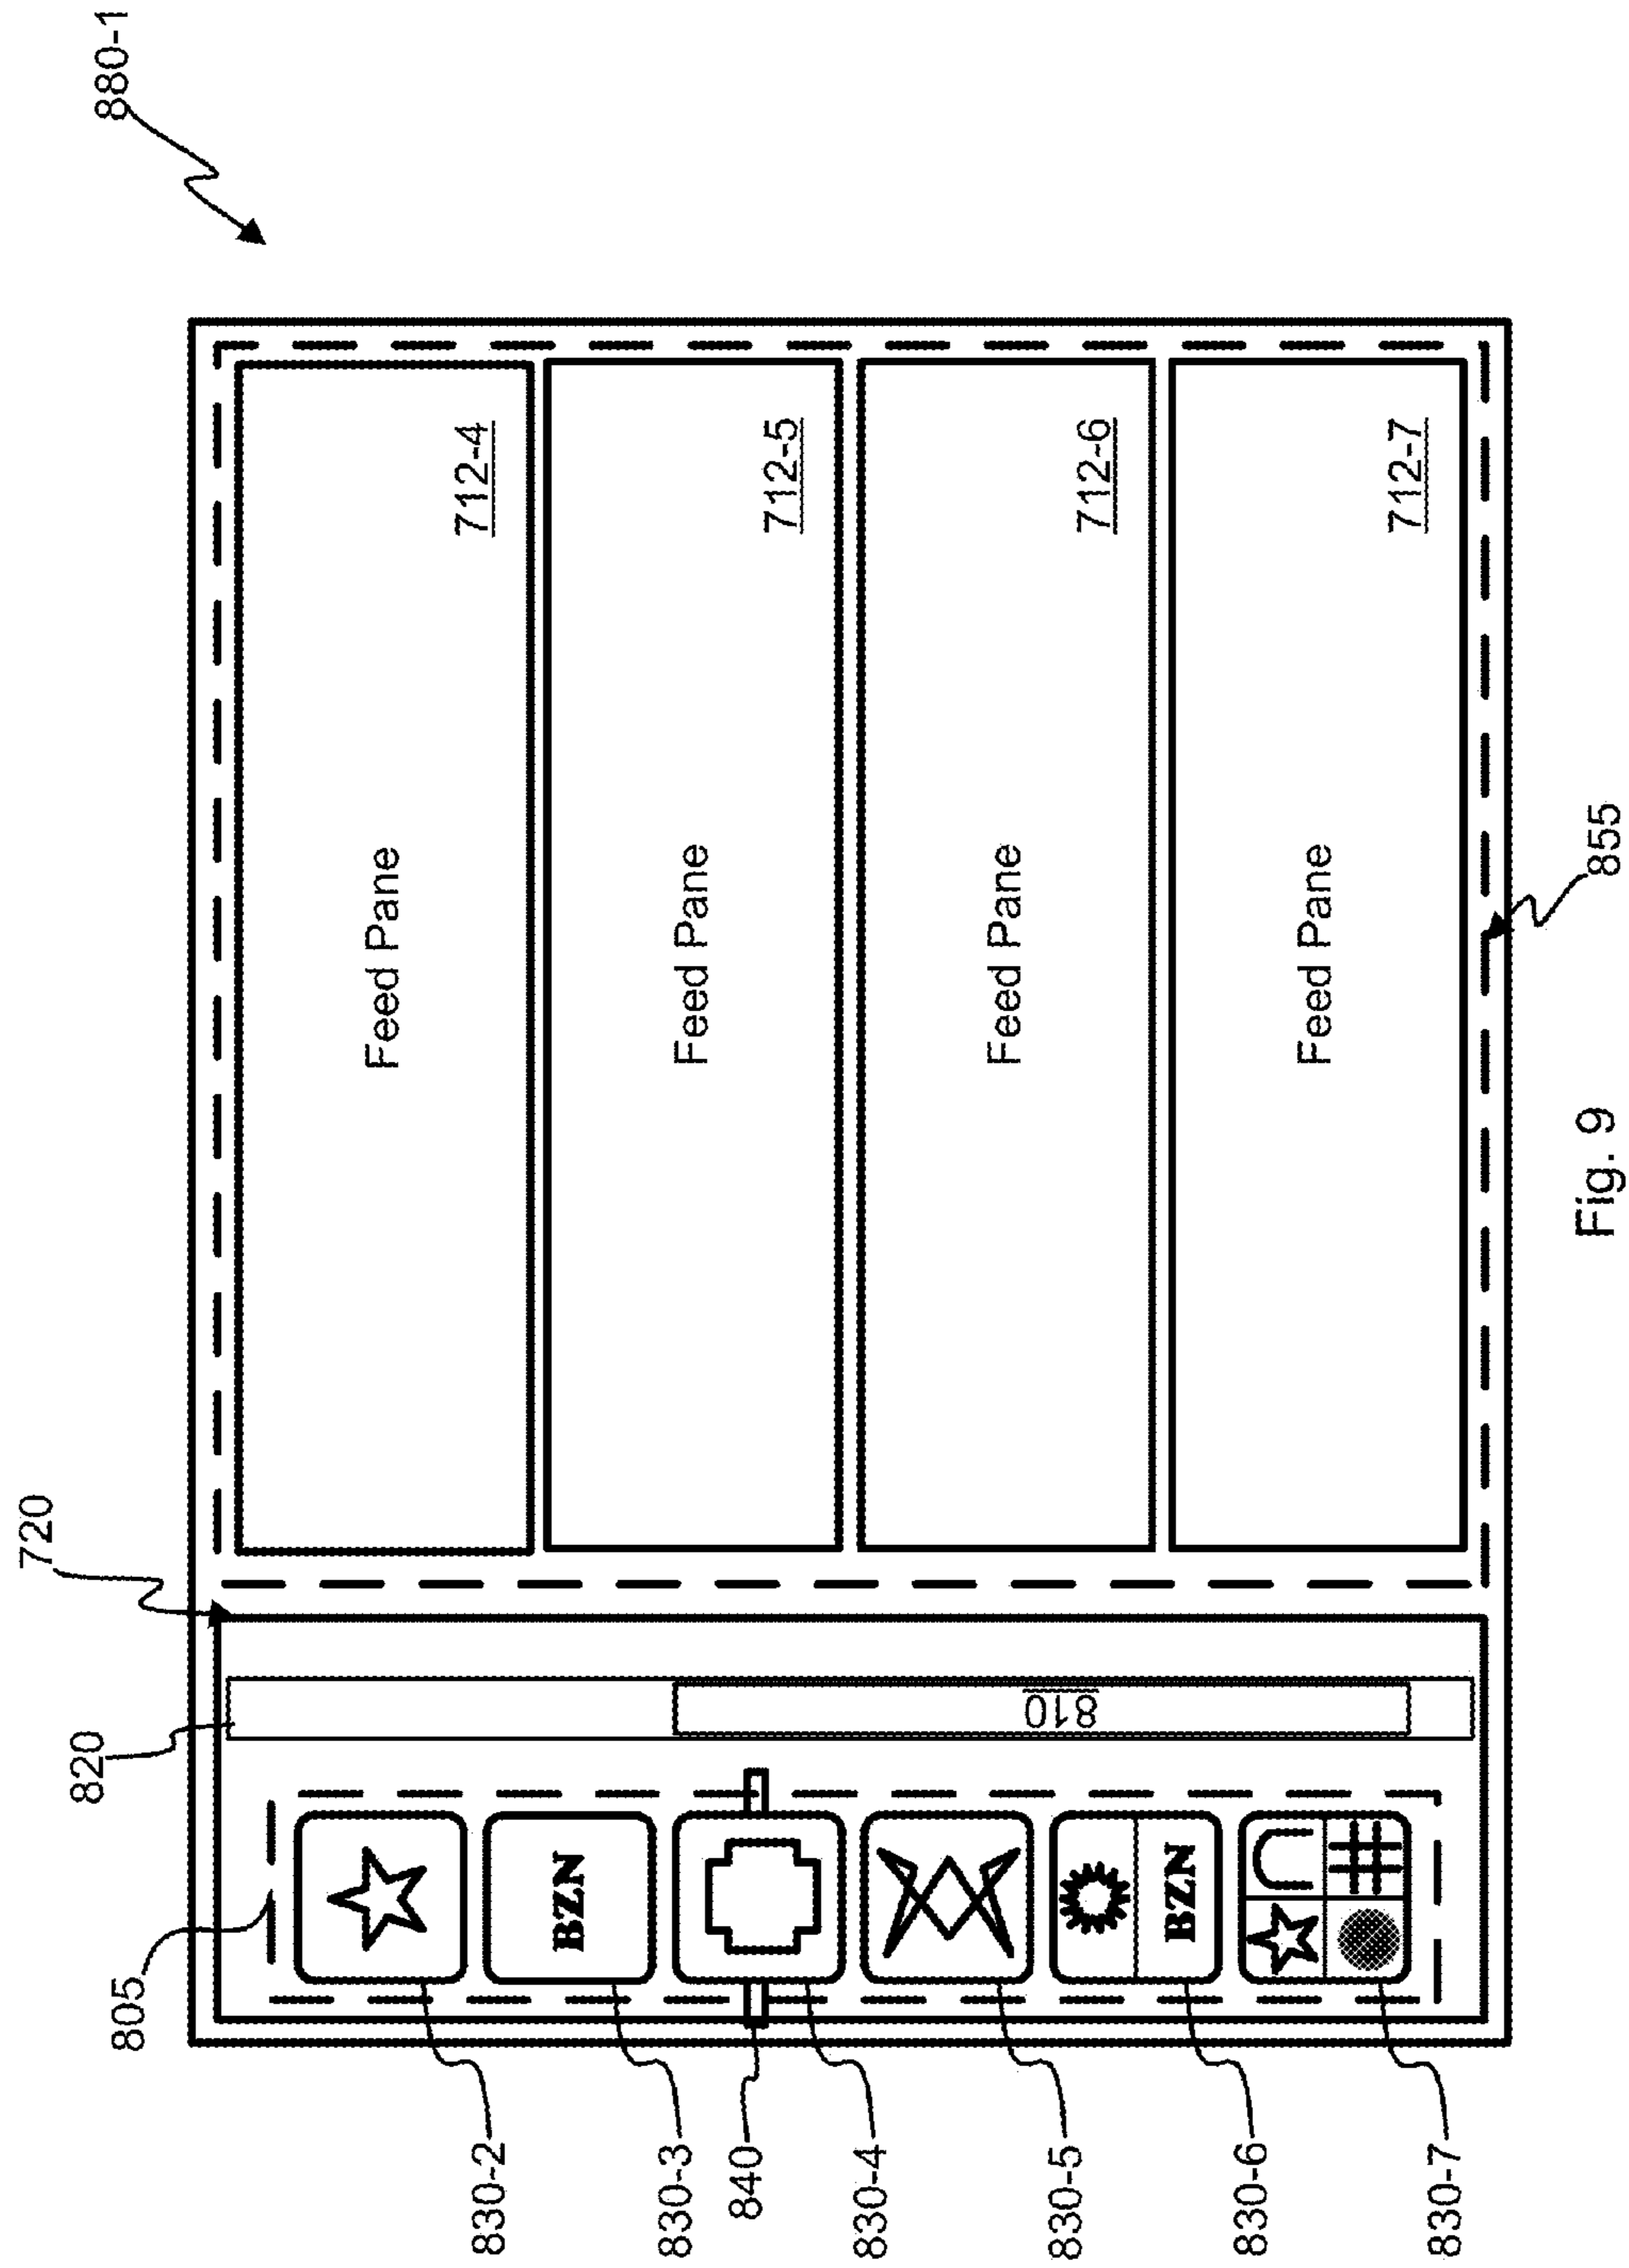 720
820
880-1
805
Feed Pane
712-4
830-2
BZN
830-3
Feed Pane
840
712-5
830-4
Feed Pane
810
830-5
712-6
BZN
830-6
Feed Pane
712-7
830-7
855
Fig. 9